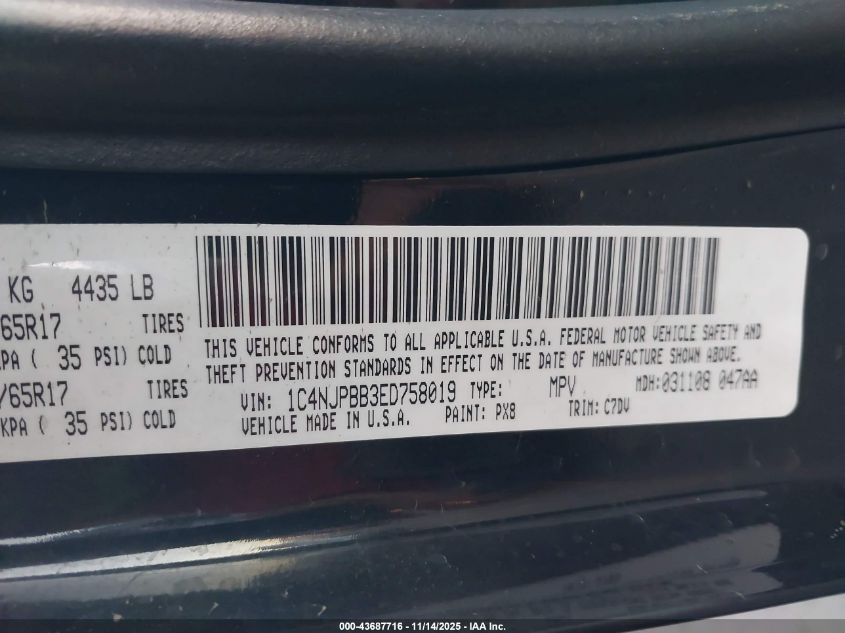 KG 4435 LB
65R17 TIRES
KPA ( 35 PSI) COLD
/65R17 TIRES
KPA ( 35 PSI) COLD
THIS VEHICLE CONFORMS TO ALL APPLICABLE U.S.A. FEDERAL MOTOR VEHICLE SAFETY AND
THEFT PREVENTION STANDARDS IN EFFECT ON THE DATE OF MANUFACTURE SHOWN ABOVE.
VIN: 1C4NJPBB3ED758019 TYPE: MPV MDH:031108 047AA
VEHICLE MADE IN U.S.A. PAINT: PX8 TRIM: C7DV
000-43687716 - 11/14/2025 - IAA Inc.